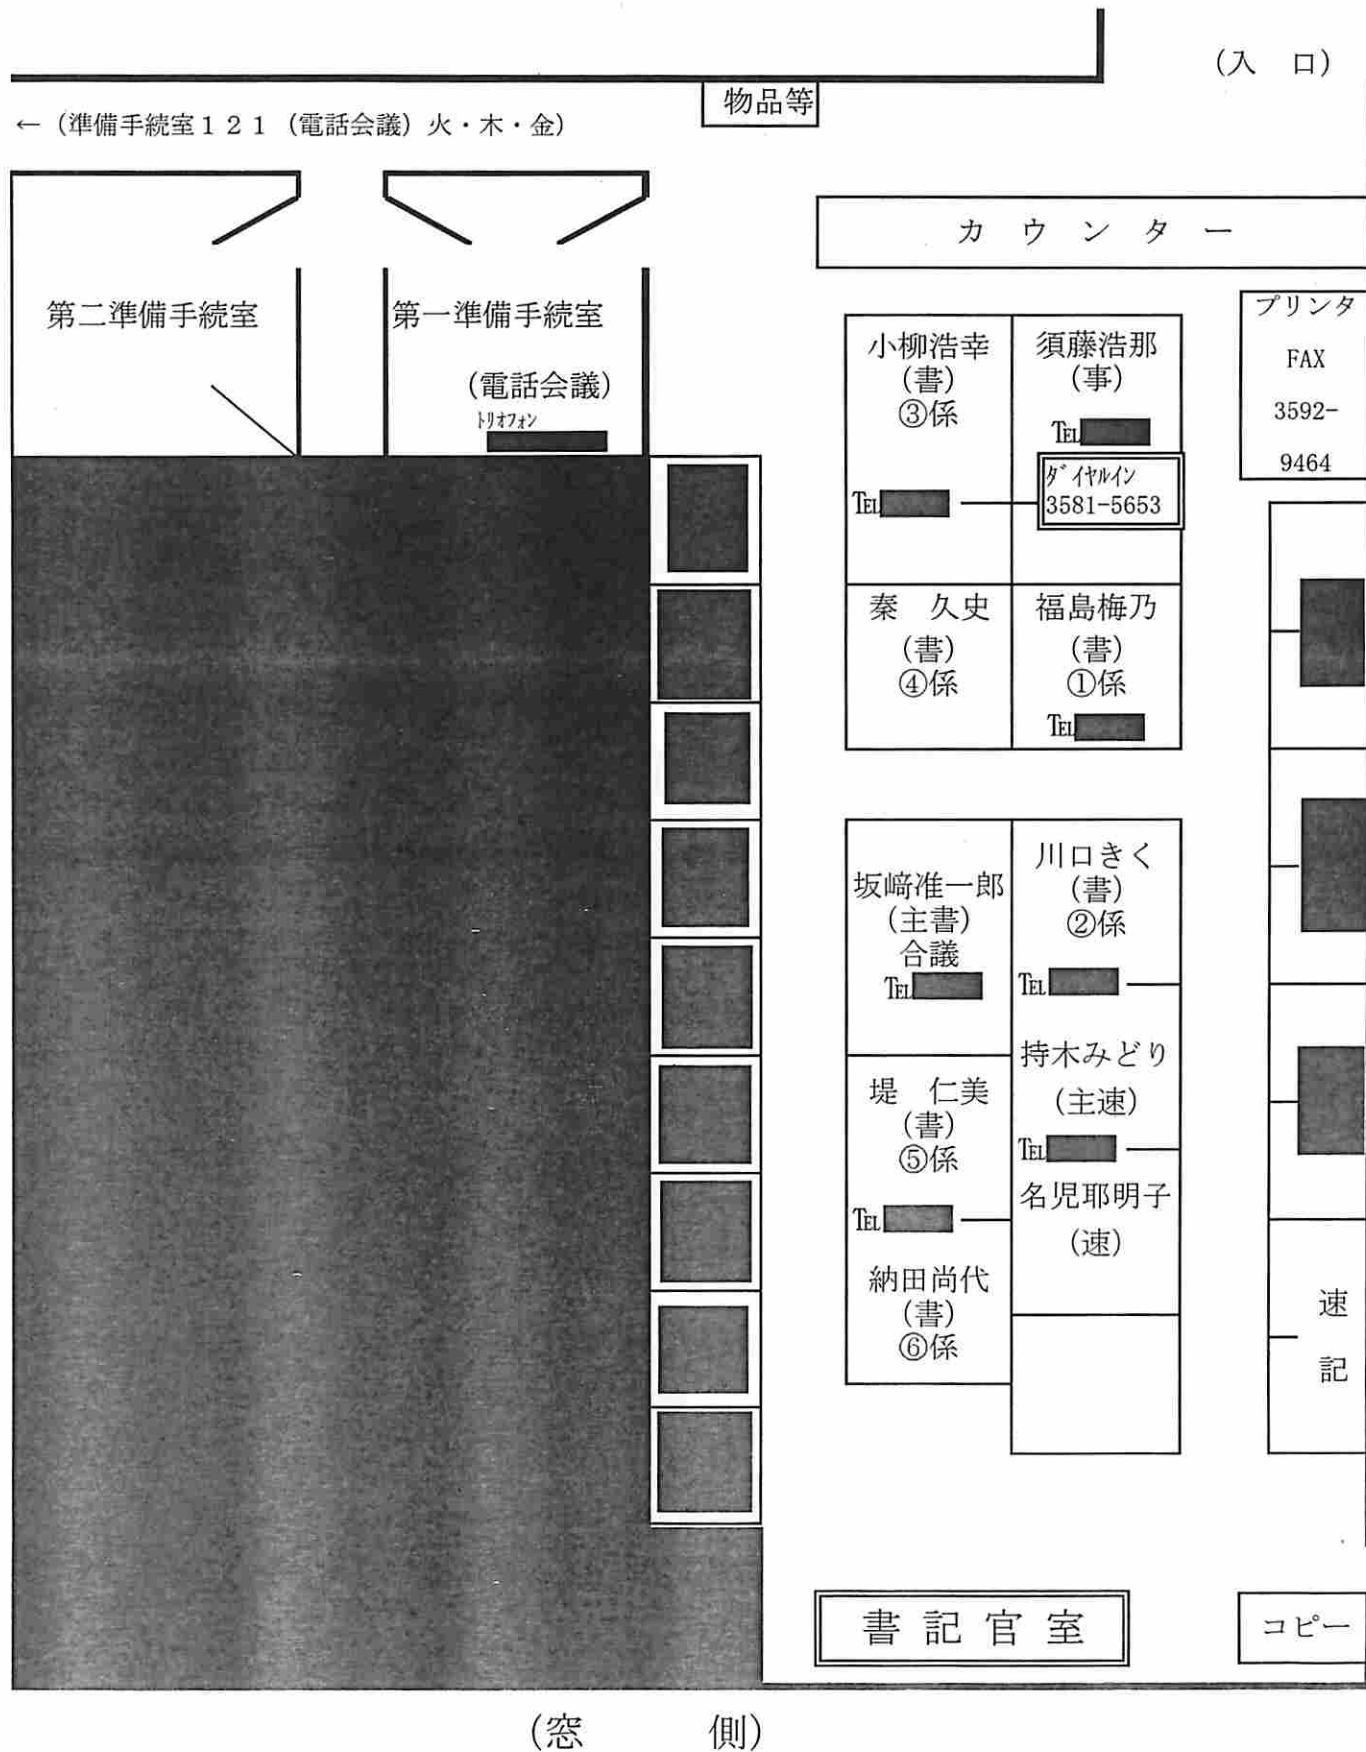 (入　口)
物品等
←（準備手続室１２１（電話会議）火・木・金）
カ　ウ　ン　タ　ー
第二準備手続室
第一準備手続室
(電話会議)
ﾄﾘｵﾌｫﾝ
プリンタ
FAX
3592-
9464
小柳浩幸
(書)
③係
TEL
須藤浩那
(事)
TEL
ﾀﾞｲﾔﾙｲﾝ
3581-5653
秦　久史
(書)
④係
福島梅乃
(書)
①係
TEL
坂﨑准一郎
(主書)
合議
TEL
川口きく
(書)
②係
TEL
堤　仁美
(書)
⑤係
TEL
持木みどり
(主速)
TEL
名児耶明子
(速)
納田尚代
(書)
⑥係
速
記
書 記 官 室
コピー
(窓　　　側)